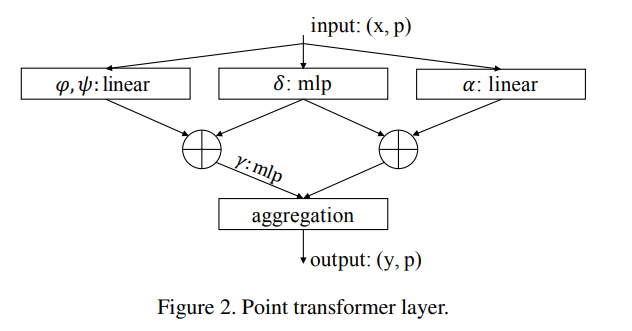 input: (x, p)
φ, ψ: linear
δ: mlp
α: linear
γ: mlp
aggregation
output: (y, p)
Figure 2. Point transformer layer.